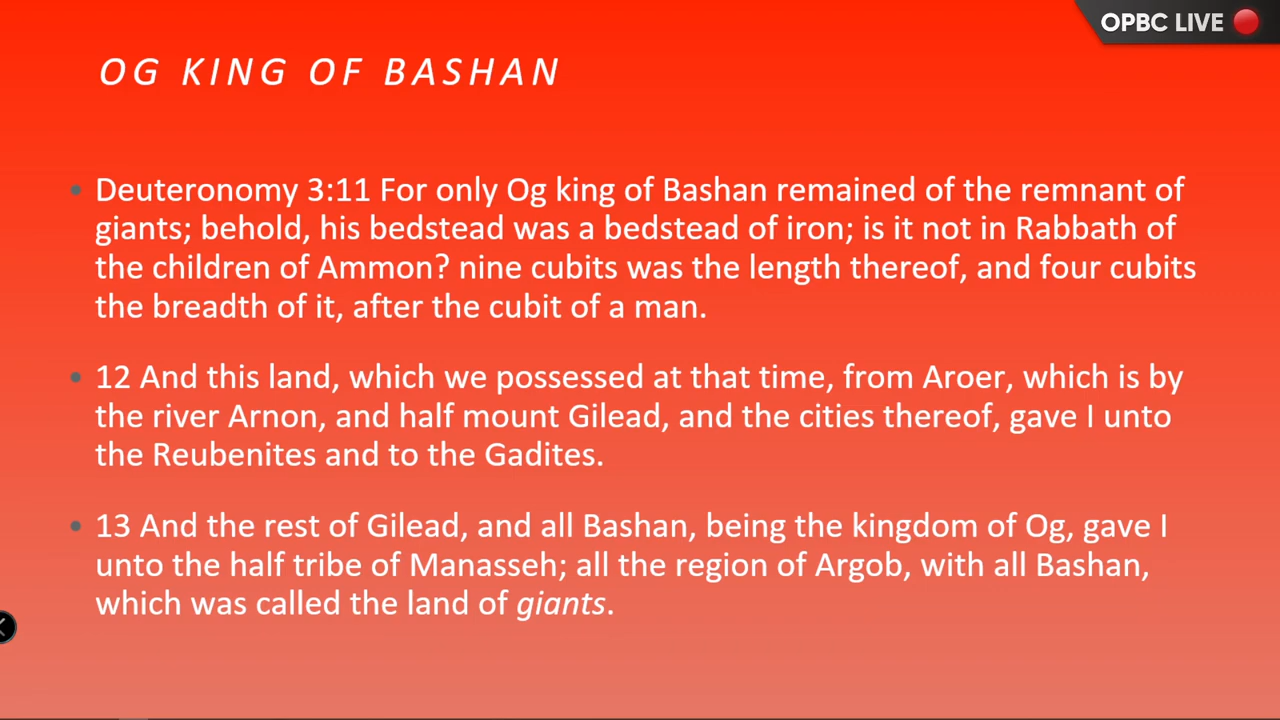 OPBC LIVE
OG KING OF BASHAN
• Deuteronomy 3:11 For only Og king of Bashan remained of the remnant of
giants; behold, his bedstead was a bedstead of iron; is it not in Rabbath of
the children of Ammon? nine cubits was the length thereof, and four cubits
the breadth of it, after the cubit of a man.
• 12 And this land, which we possessed at that time, from Aroer, which is by
the river Arnon, and half mount Gilead, and the cities thereof, gave I unto
the Reubenites and to the Gadites.
• 13 And the rest of Gilead, and all Bashan, being the kingdom of Og, gave I
unto the half tribe of Manasseh; all the region of Argob, with all Bashan,
which was called the land of giants.